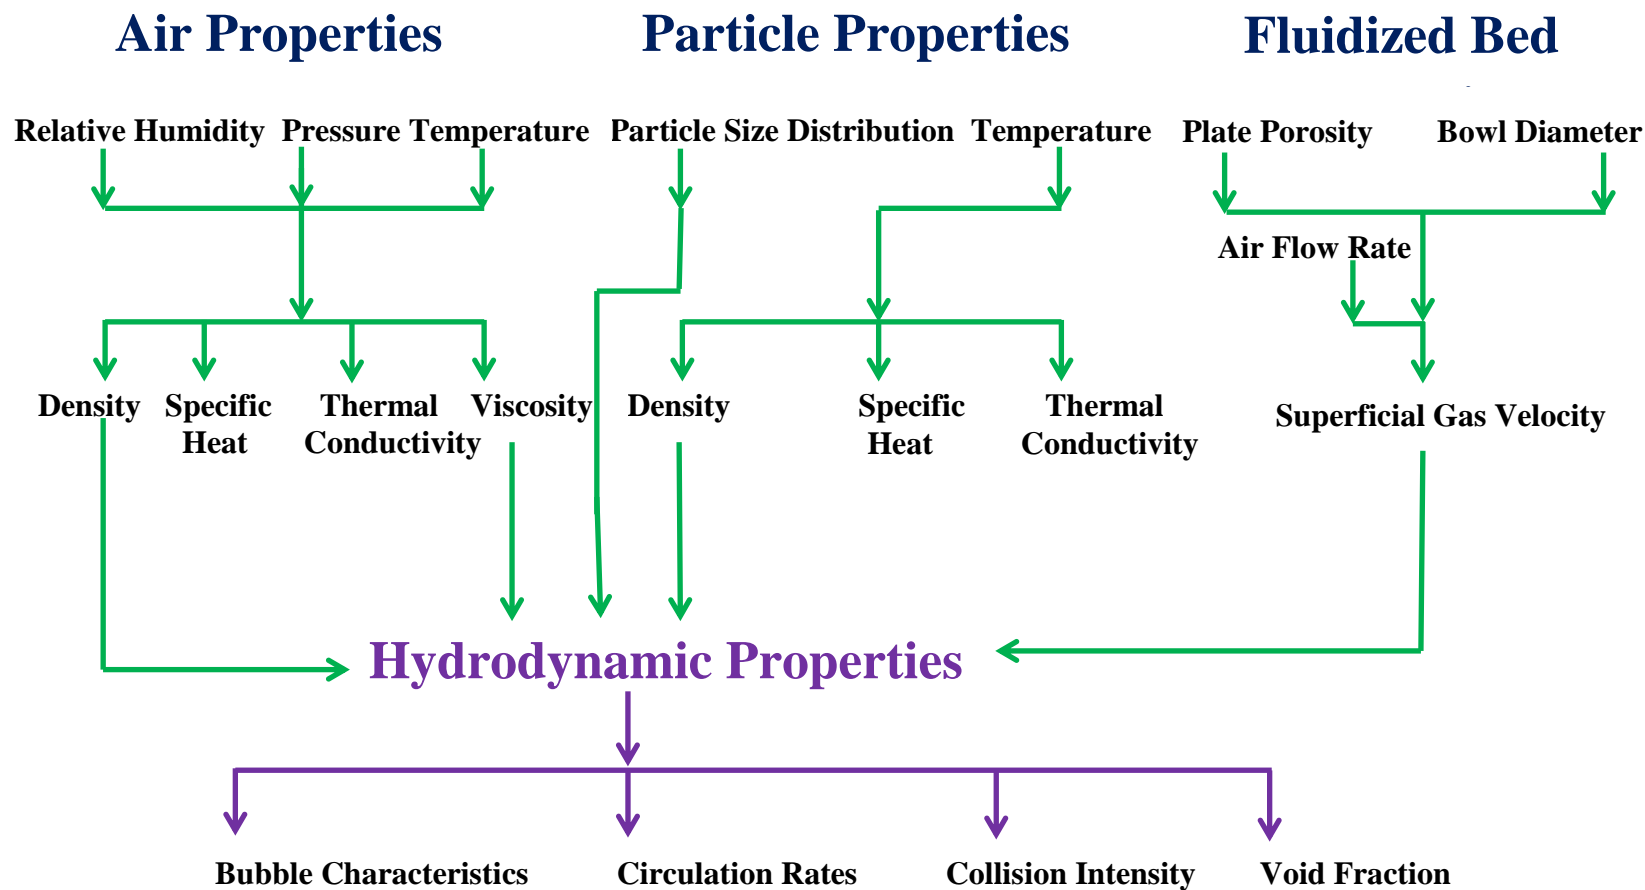 Air Properties
Particle Properties
Fluidized Bed
Relative Humidity
Pressure
Temperature
Particle Size Distribution
Temperature
Plate Porosity
Bowl Diameter
Air Flow Rate
Density
Specific
Heat
Thermal
Conductivity
Viscosity
Density
Specific
Heat
Thermal
Conductivity
Superficial Gas Velocity
Hydrodynamic Properties
Bubble Characteristics
Circulation Rates
Collision Intensity
Void Fraction